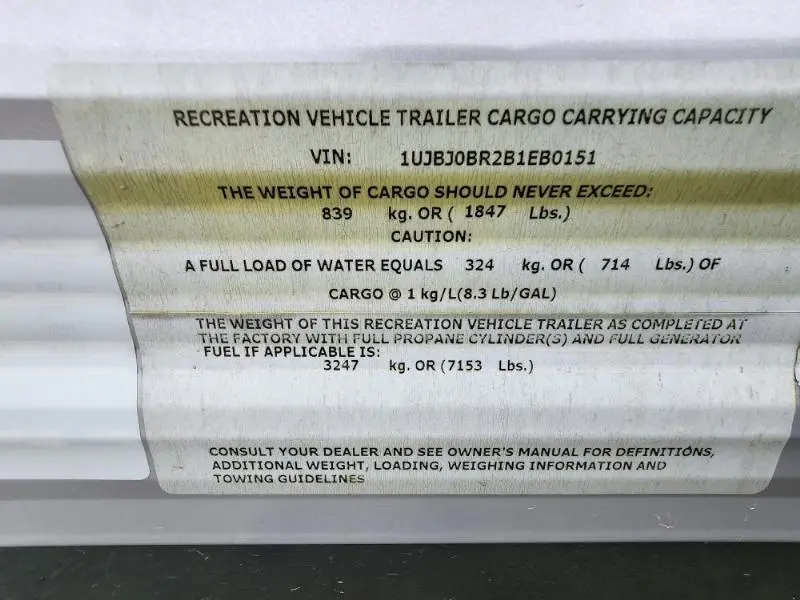 RECREATION VEHICLE TRAILER CARGO CARRYING CAPACITY
VIN: 1UJBJ0BR2B1EB0151
THE WEIGHT OF CARGO SHOULD NEVER EXCEED:
839 kg. OR ( 1847 Lbs.)
CAUTION:
A FULL LOAD OF WATER EQUALS 324 kg. OR ( 714 Lbs.) OF
CARGO @ 1 kg/L(8.3 Lb/GAL)
THE WEIGHT OF THIS RECREATION VEHICLE TRAILER AS COMPLETED AT
THE FACTORY WITH FULL PROPANE CYLINDER(S) AND FULL GENERATOR
FUEL IF APPLICABLE IS:
3247 kg. OR (7153 Lbs.)
CONSULT YOUR DEALER AND SEE OWNER'S MANUAL FOR DEFINITIONS,
ADDITIONAL WEIGHT, LOADING, WEIGHING INFORMATION AND
TOWING GUIDELINES